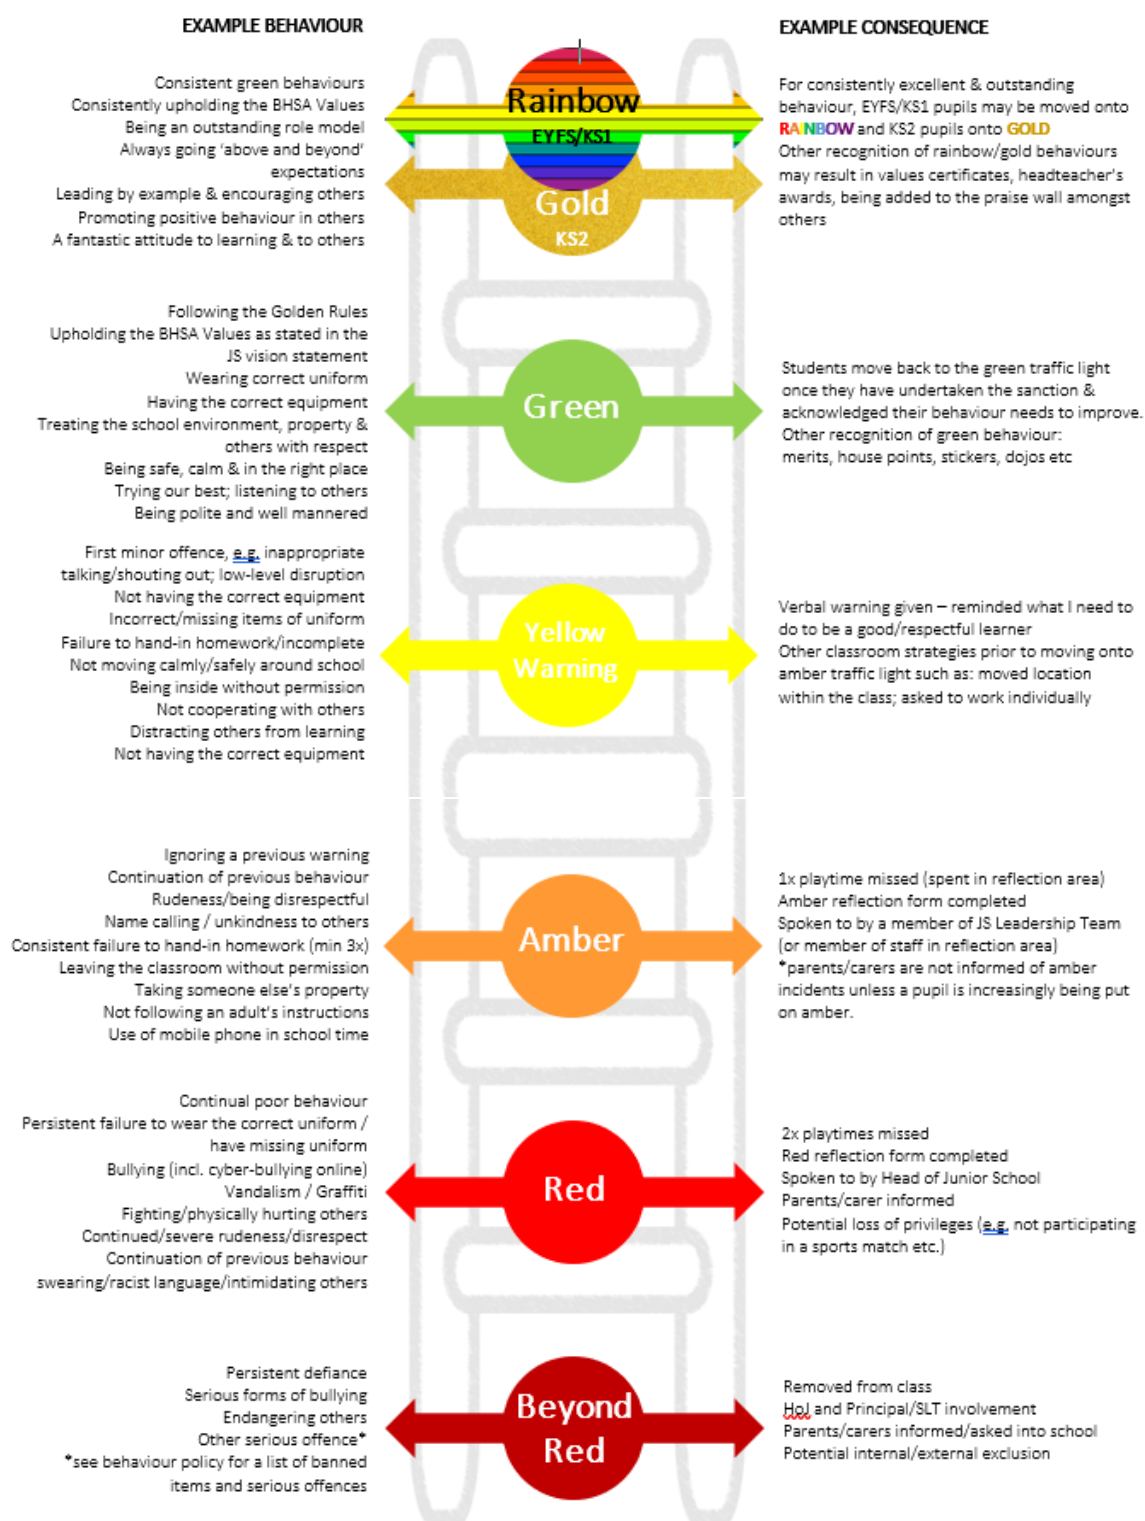 EXAMPLE BEHAVIOUR
EXAMPLE CONSEQUENCE
Consistent green behaviours
Consistently upholding the BHSA Values
Being an outstanding role model
Always going ‘above and beyond’
expectations
Leading by example & encouraging others
Promoting positive behaviour in others
A fantastic attitude to learning & to others
Rainbow
EYFS/KS1
Gold
KS2
For consistently excellent & outstanding
behaviour, EYFS/KS1 pupils may be moved onto
RAINBOW and KS2 pupils onto GOLD
Other recognition of rainbow/gold behaviours
may result in values certificates, headteacher's
awards, being added to the praise wall amongst
others
Following the Golden Rules
Upholding the BHSA Values as stated in the
JS vision statement
Wearing correct uniform
Having the correct equipment
Treating the school environment, property &
others with respect
Being safe, calm & in the right place
Trying our best; listening to others
Being polite and well mannered
Green
Students move back to the green traffic light
once they have undertaken the sanction &
acknowledged their behaviour needs to improve.
Other recognition of green behaviour:
merits, house points, stickers, dojos etc
First minor offence, e.g. inappropriate
talking/shouting out; low-level disruption
Not having the correct equipment
Incorrect/missing items of uniform
Failure to hand-in homework/incomplete
Not moving calmly/safely around school
Being inside without permission
Not cooperating with others
Distracting others from learning
Not having the correct equipment
Yellow
Warning
Verbal warning given – reminded what I need to
do to be a good/respectful learner
Other classroom strategies prior to moving onto
amber traffic light such as: moved location
within the class; asked to work individually
Ignoring a previous warning
Continuation of previous behaviour
Rudeness/being disrespectful
Name calling / unkindness to others
Consistent failure to hand-in homework (min 3x)
Leaving the classroom without permission
Taking someone else's property
Not following an adult's instructions
Use of mobile phone in school time
Amber
1x playtime missed (spent in reflection area)
Amber reflection form completed
Spoken to by a member of JS Leadership Team
(or member of staff in reflection area)
*parents/carers are not informed of amber
incidents unless a pupil is increasingly being put
on amber.
Continual poor behaviour
Persistent failure to wear the correct uniform /
have missing uniform
Bullying (incl. cyber-bullying online)
Vandalism / Graffiti
Fighting/physically hurting others
Continued/severe rudeness/disrespect
Continuation of previous behaviour
swearing/racist language/intimidating others
Red
2x playtimes missed
Red reflection form completed
Spoken to by Head of Junior School
Parents/carer informed
Potential loss of privileges (e.g. not participating
in a sports match etc.)
Persistent defiance
Serious forms of bullying
Endangering others
Other serious offence*
*see behaviour policy for a list of banned
items and serious offences
Beyond
Red
Removed from class
HoJ and Principal/SLT involvement
Parents/carers informed/asked into school
Potential internal/external exclusion